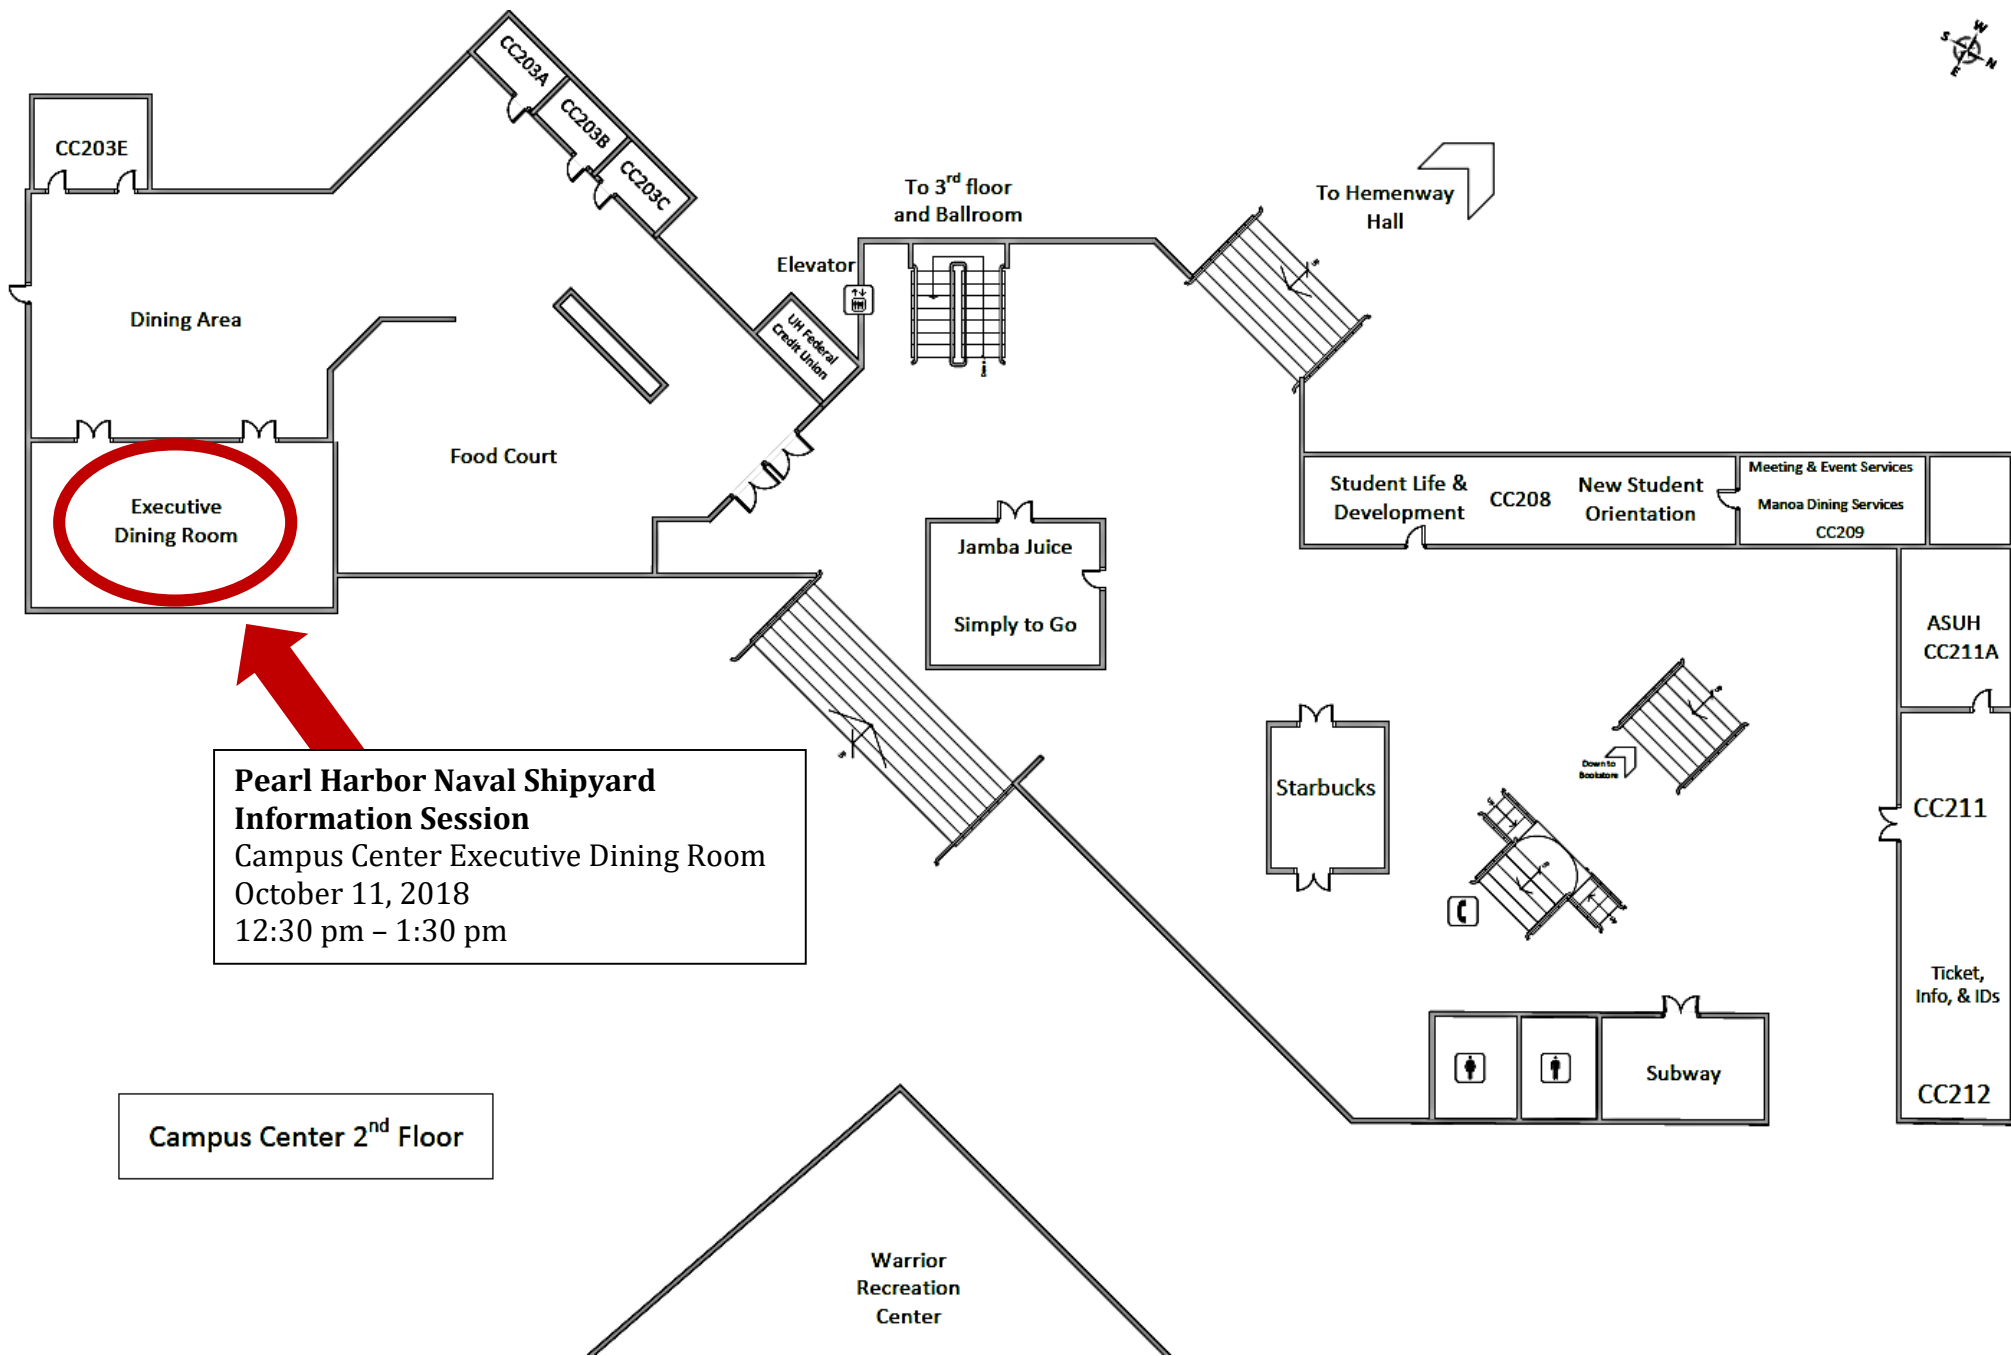 W
S
N
E
CC203A
CC203B
CC203C
CC203E
To 3rd floor
and Ballroom
To Hemenway
Hall
Elevator
UH Federal
Credit Union
Dining Area
Food Court
Executive
Dining Room
Student Life &
Development
CC208
New Student
Orientation
Meeting & Event Services
Manoa Dining Services
CC209
Jamba Juice
Simply to Go
ASUH
CC211A
Down to
Bookstore
Starbucks
CC211
Pearl Harbor Naval Shipyard
Information Session
Campus Center Executive Dining Room
October 11, 2018
12:30 pm – 1:30 pm
Ticket,
Info, & IDs
Subway
CC212
Campus Center 2nd Floor
Warrior
Recreation
Center